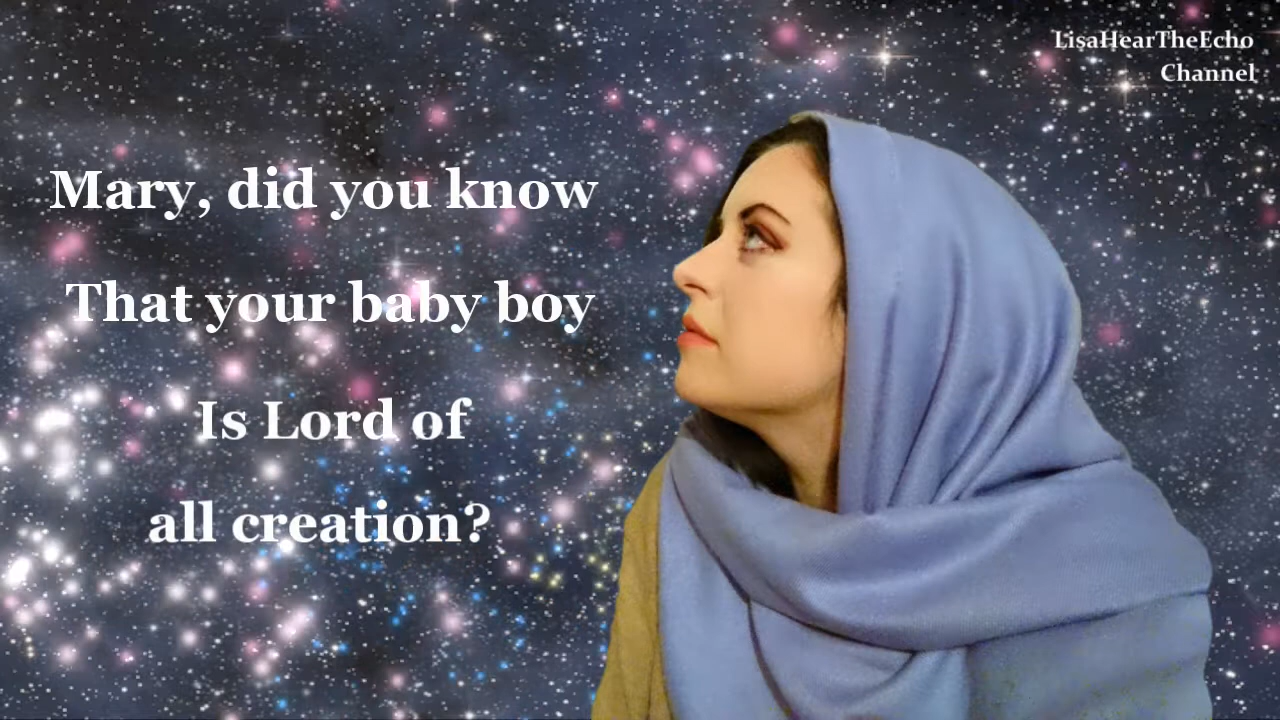 LisaHearTheEcho
Channel
Mary, did you know
That your baby boy
Is Lord of
all creation?